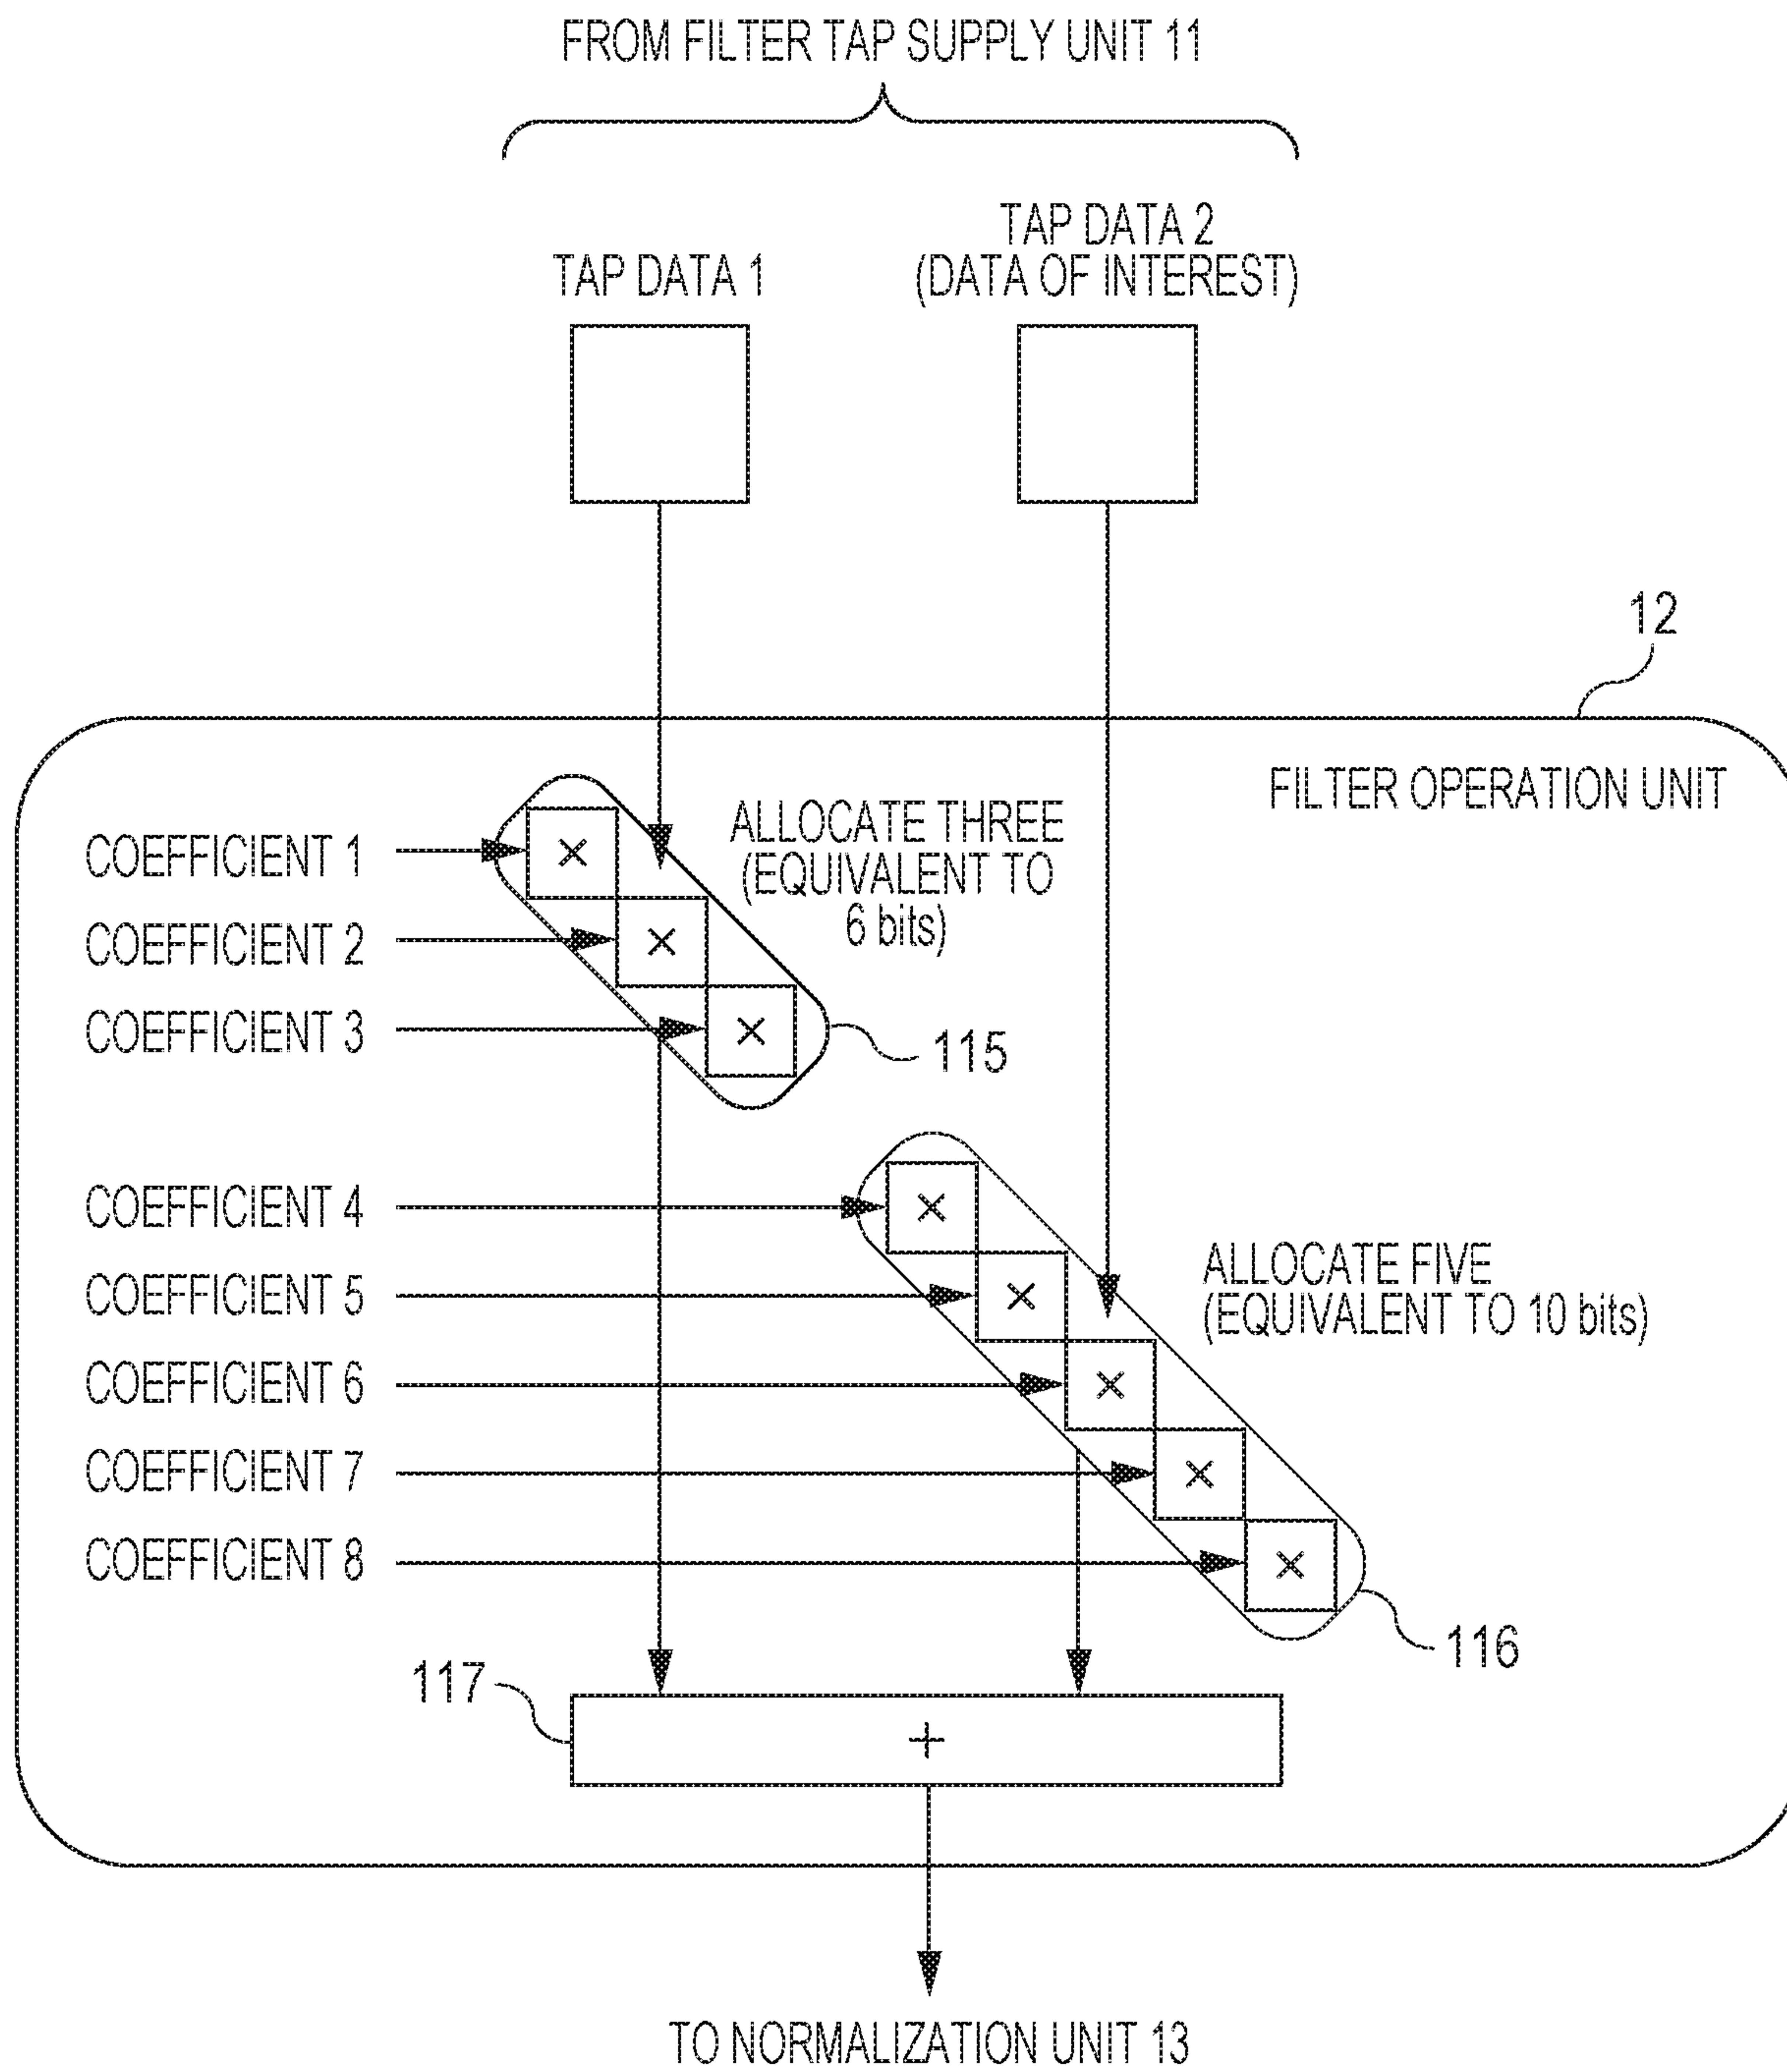 FROM FILTER TAP SUPPLY UNIT 11
TAP DATA 1
TAP DATA 2
(DATA OF INTEREST)
12
FILTER OPERATION UNIT
COEFFICIENT 1
×
ALLOCATE THREE
(EQUIVALENT TO
6 bits)
COEFFICIENT 2
×
COEFFICIENT 3
×
115
COEFFICIENT 4
×
COEFFICIENT 5
×
ALLOCATE FIVE
(EQUIVALENT TO 10 bits)
COEFFICIENT 6
×
COEFFICIENT 7
×
COEFFICIENT 8
×
116
117
+
TO NORMALIZATION UNIT 13